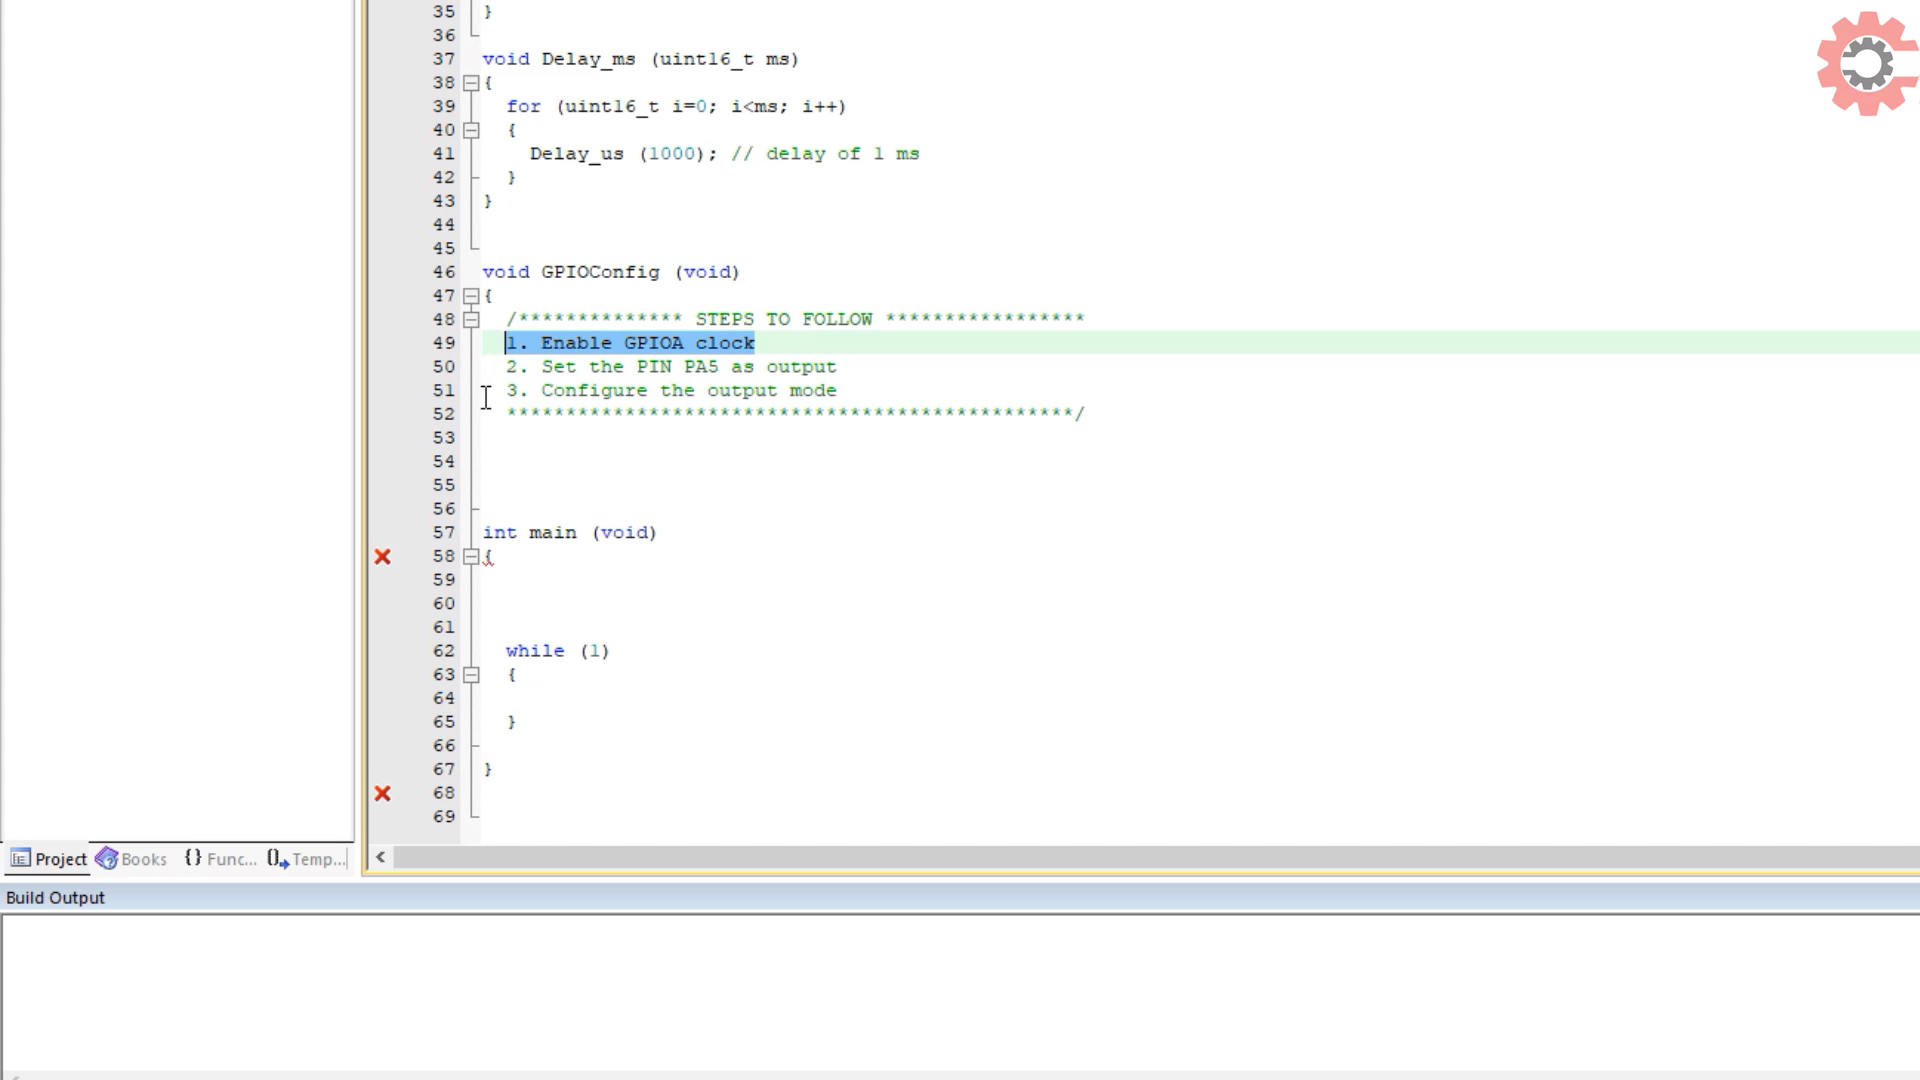 35 }
36
37 void Delay_ms (uint16_t ms)
38 {
39 for (uint16_t i=0; i<ms; i++)
40 {
41 Delay_us (1000); // delay of 1 ms
42 }
43 }
44
45
46 void GPIOConfig (void)
47 {
48 /************** STEPS TO FOLLOW *****************
49 1. Enable GPIOA clock
50 2. Set the PIN PA5 as output
51 3. Configure the output mode
52 ************************************************/
53
54
55
56
57 int main (void)
58 {
59
60
61
62 while (1)
63 {
64
65 }
66
67 }
68
69
Project Books {} Func... Temp...
Build Output